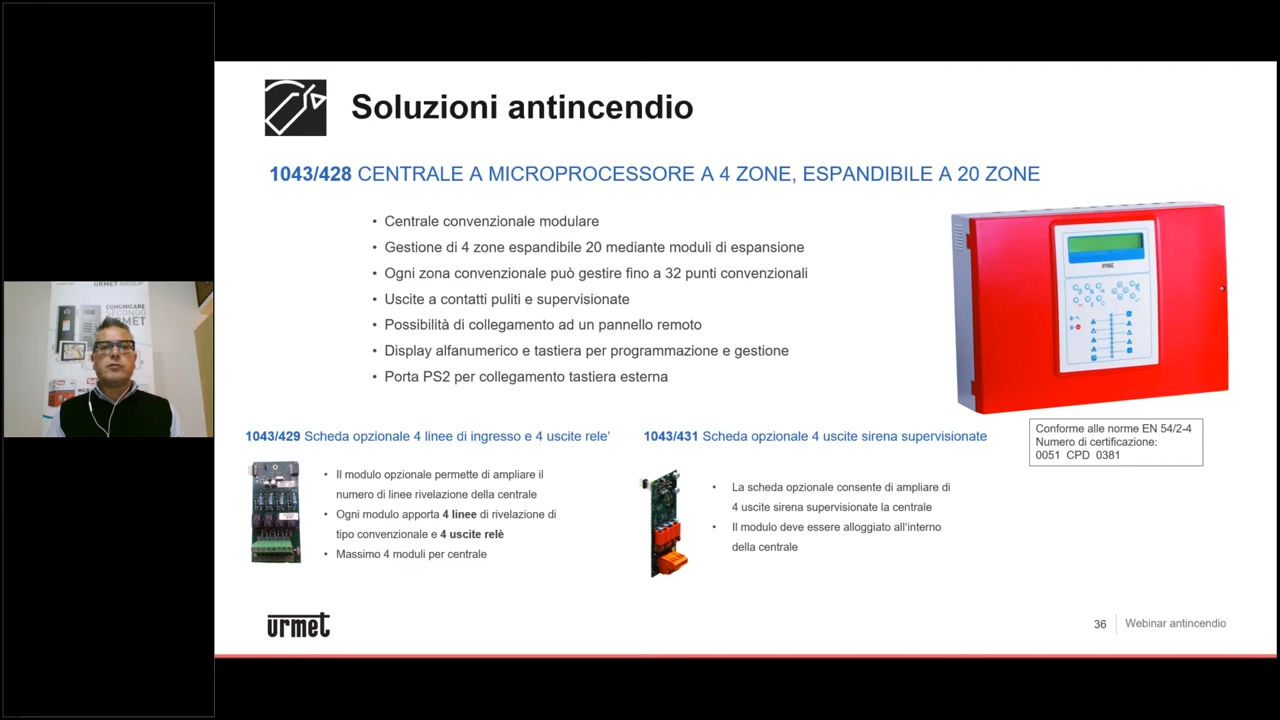 Soluzioni antincendio
1043/428 CENTRALE A MICROPROCESSORE A 4 ZONE, ESPANDIBILE A 20 ZONE
• Centrale convenzionale modulare
• Gestione di 4 zone espandibile 20 mediante moduli di espansione
• Ogni zona convenzionale può gestire fino a 32 punti convenzionali
• Uscite a contatti puliti e supervisionate
• Possibilità di collegamento ad un pannello remoto
• Display alfanumerico e tastiera per programmazione e gestione
• Porta PS2 per collegamento tastiera esterna
urmet
Conforme alle norme EN 54/2-4
Numero di certificazione:
0051 CPD 0381
1043/429 Scheda opzionale 4 linee di ingresso e 4 uscite rele'
• Il modulo opzionale permette di ampliare il
numero di linee rivelazione della centrale
• Ogni modulo apporta 4 linee di rivelazione di
tipo convenzionale e 4 uscite relè
• Massimo 4 moduli per centrale
1043/431 Scheda opzionale 4 uscite sirena supervisionate
• La scheda opzionale consente di ampliare di
4 uscite sirena supervisionate la centrale
• Il modulo deve essere alloggiato all'interno
della centrale
URMET GROUP
COMUNICARE
SECONDO
urmet
36
Webinar antincendio